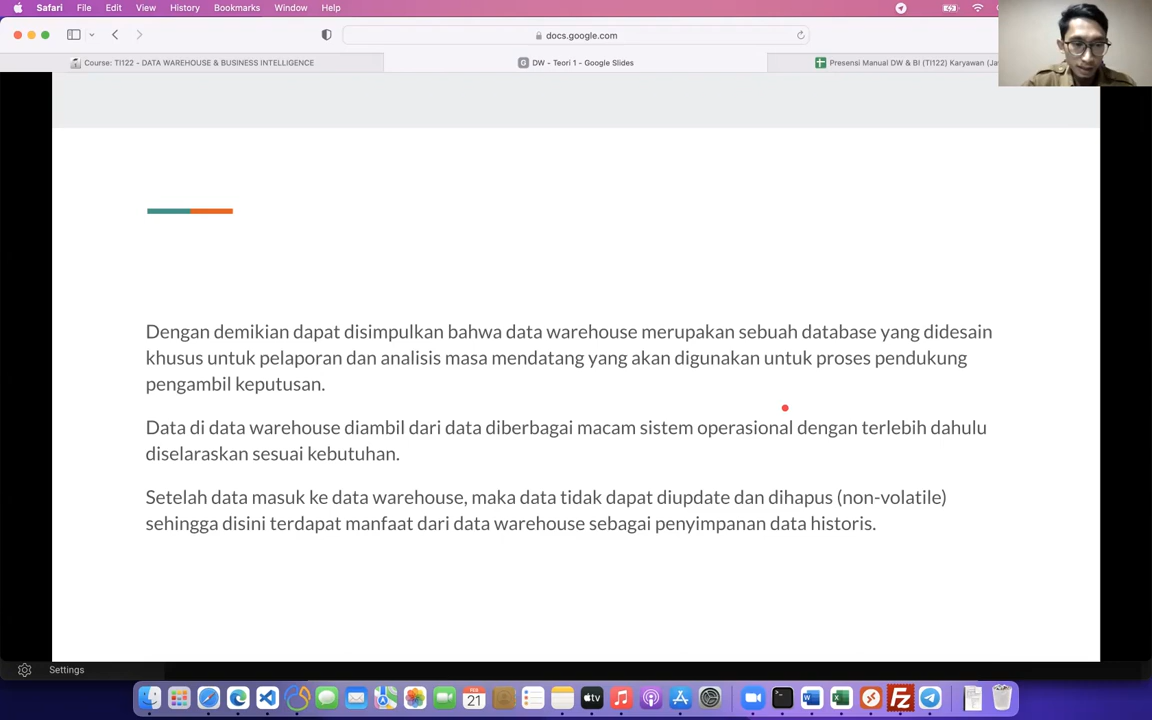 Safari File Edit View History Bookmarks Window Help
docs.google.com
Course: TI122 - DATA WAREHOUSE & BUSINESS INTELLIGENCE
G DW - Teori 1 - Google Slides
Presensi Manual DW & BI (TI122) Karyawan
Dengan demikian dapat disimpulkan bahwa data warehouse merupakan sebuah database yang didesain
khusus untuk pelaporan dan analisis masa mendatang yang akan digunakan untuk proses pendukung
pengambil keputusan.
Data di data warehouse diambil dari data diberbagai macam sistem operasional dengan terlebih dahulu
diselaraskan sesuai kebutuhan.
Setelah data masuk ke data warehouse, maka data tidak dapat diupdate dan dihapus (non-volatile)
sehingga disini terdapat manfaat dari data warehouse sebagai penyimpanan data historis.
Settings
21
tv
W
X
FZ